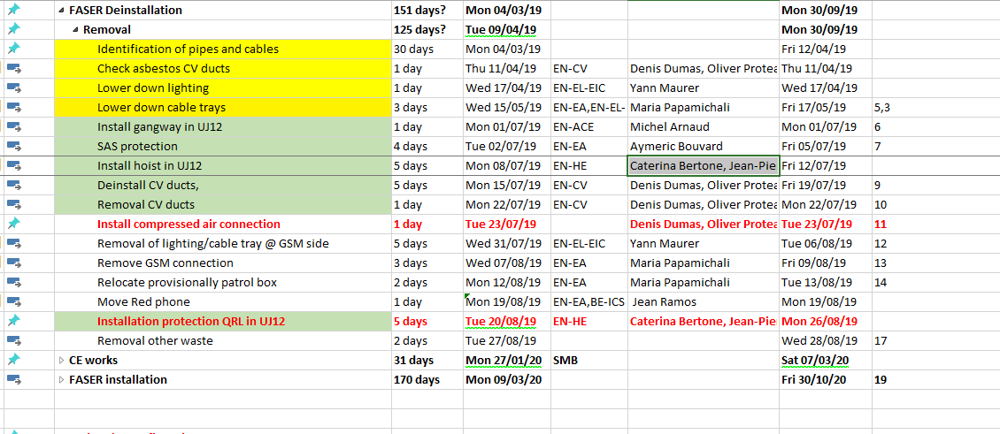 FASER Deinstallation 151 days? Mon 04/03/19 Mon 30/09/19
Removal 125 days? Tue 09/04/19 Mon 30/09/19
Identification of pipes and cables 30 days Mon 04/03/19 Fri 12/04/19
Check asbestos CV ducts 1 day Thu 11/04/19 EN-CV Denis Dumas, Oliver Protea Thu 11/04/19
Lower down lighting 1 day Wed 17/04/19 EN-EL-EIC Yann Maurer Wed 17/04/19
Lower down cable trays 3 days Wed 15/05/19 EN-EA,EN-EL- Maria Papamichali Fri 17/05/19 5,3
Install gangway in UJ12 1 day Mon 01/07/19 EN-ACE Michel Arnaud Mon 01/07/19 6
SAS protection 4 days Tue 02/07/19 EN-EA Aymeric Bouvard Fri 05/07/19 7
Install hoist in UJ12 5 days Mon 08/07/19 EN-HE Caterina Bertone, Jean-Pie Fri 12/07/19
Deinstall CV ducts, 5 days Mon 15/07/19 EN-CV Denis Dumas, Oliver Protea Fri 19/07/19 9
Removal CV ducts 1 day Mon 22/07/19 EN-CV Denis Dumas, Oliver Protea Mon 22/07/19 10
Install compressed air connection 1 day Tue 23/07/19 Denis Dumas, Oliver Protea Tue 23/07/19 11
Removal of lighting/cable tray @ GSM side 5 days Wed 31/07/19 EN-EL-EIC Yann Maurer Tue 06/08/19 12
Remove GSM connection 3 days Wed 07/08/19 EN-EA Maria Papamichali Fri 09/08/19 13
Relocate provisionally patrol box 2 days Mon 12/08/19 EN-EA Maria Papamichali Tue 13/08/19 14
Move Red phone 1 day Mon 19/08/19 EN-EA,BE-ICS Jean Ramos Mon 19/08/19
Installation protection QRL in UJ12 5 days Tue 20/08/19 EN-HE Caterina Bertone, Jean-Pie Mon 26/08/19
Removal other waste 2 days Tue 27/08/19 Wed 28/08/19 17
CE works 31 days Mon 27/01/20 SMB Sat 07/03/20
FASER installation 170 days Mon 09/03/20 Fri 30/10/20 19